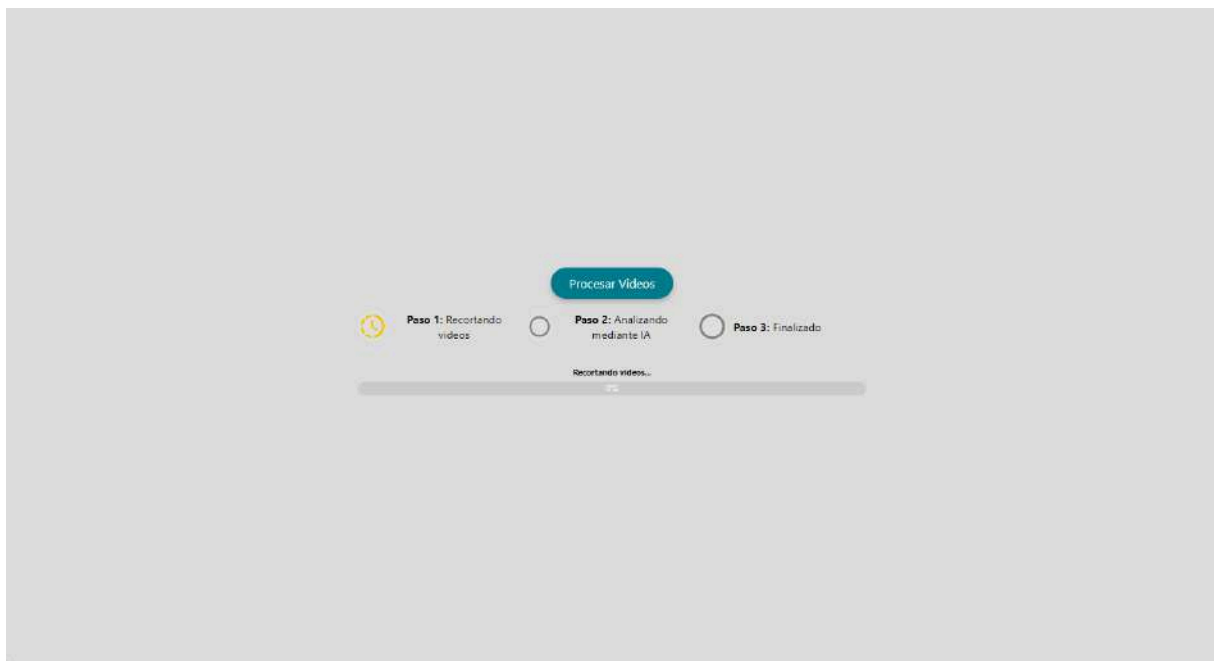 Procesar Videos
Paso 1: Recortando
videos
Paso 2: Analizando
mediante IA
Paso 3: Finalizado
Recortando videos...